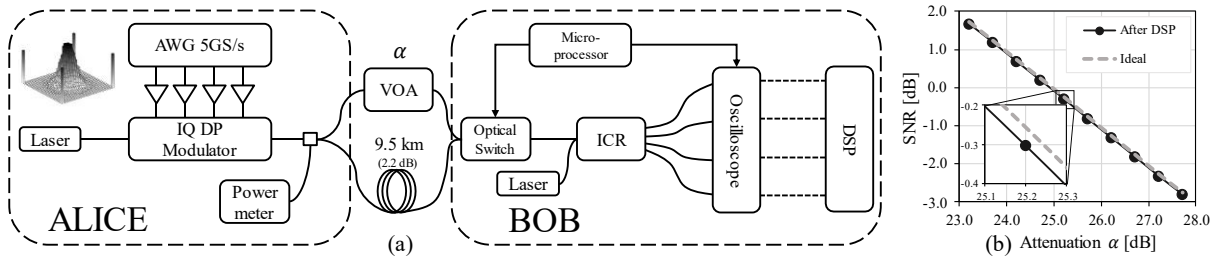 AWG 5GS/s
Laser
IQ DP
Modulator
Power
meter
ALICE
α
VOA
9.5 km
(2.2 dB)
(a)
Micro-
processor
Optical
Switch
Laser
ICR
Oscilloscope
DSP
BOB
SNR [dB]
2.0
1.0
0.0
-1.0
-2.0
-3.0
After DSP
Ideal
-0.2
-0.3
-0.4
25.1
25.2
25.3
23.0
24.0
25.0
26.0
27.0
28.0
(b)
Attenuation α [dB]